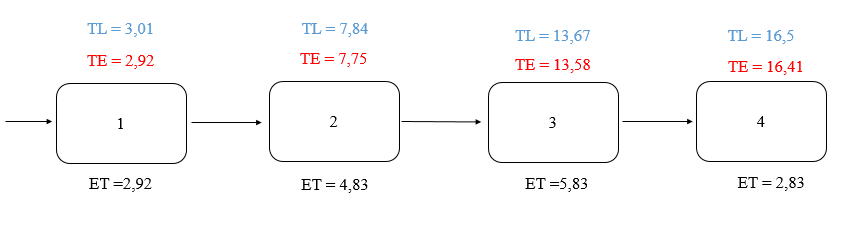 TL = 3,01
TE = 2,92
1
ET =2,92
TL = 7,84
TE = 7,75
2
ET = 4,83
TL = 13,67
TE = 13,58
3
ET =5,83
TL = 16,5
TE = 16,41
4
ET = 2,83